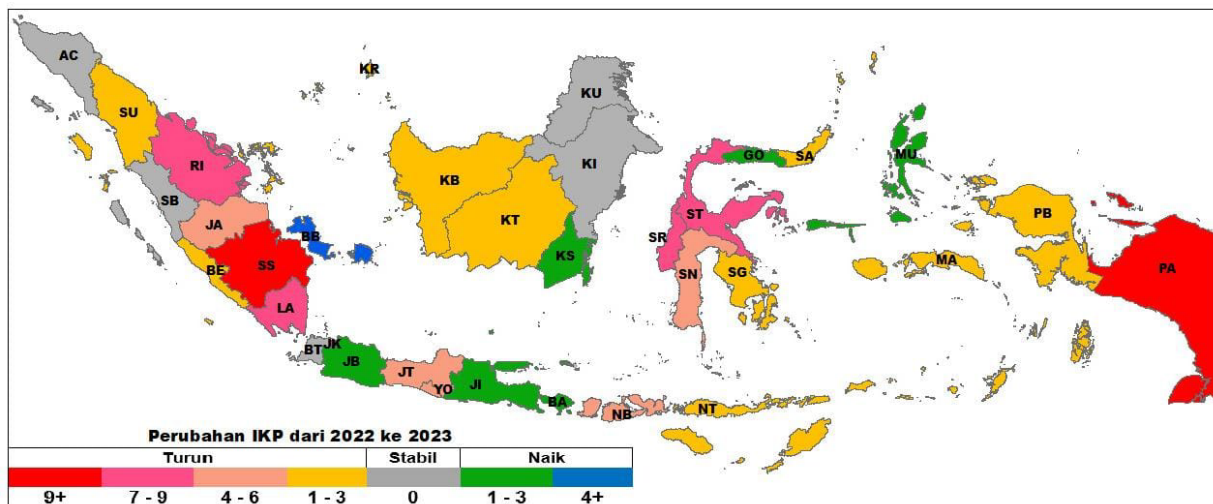 AC
KR
SU
KU
RI
GO
SA
MU
KI
KB
SB
PB
KT
ST
JA
BB
SR
KS
MA
BE
SS
SN
SG
PA
LA
JK
BT
JB
JT
YO
JI
BA
NB
NT
Perubahan IKP dari 2022 ke 2023
Turun Stabil Naik
9+ 7 - 9 4 - 6 1 - 3 0 1 - 3 4+